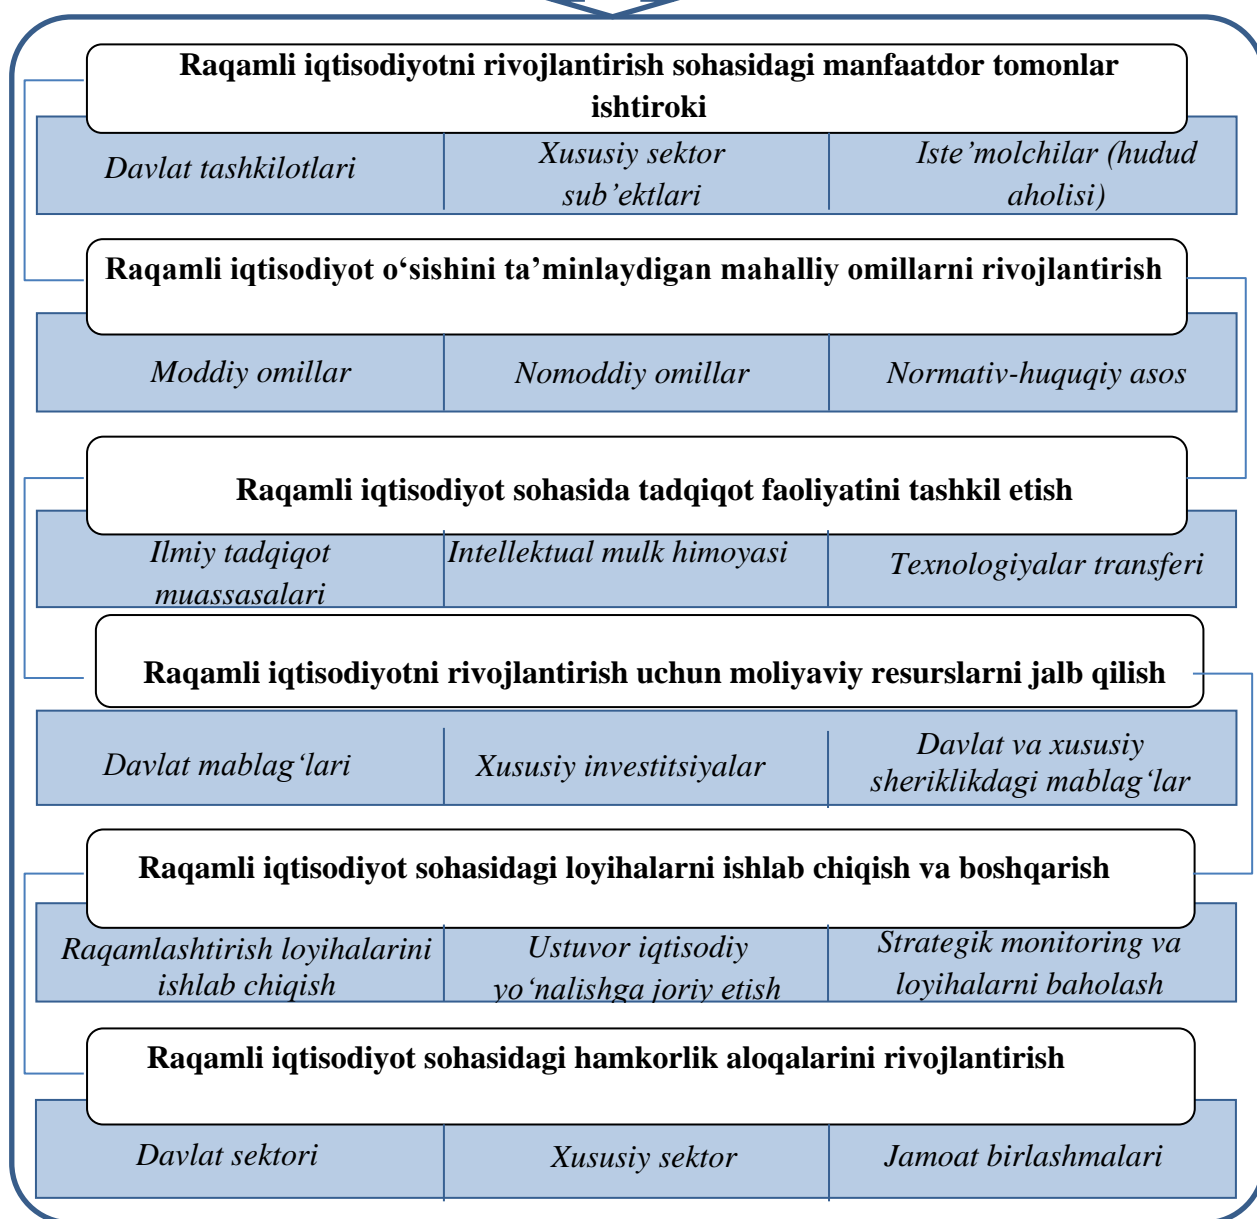 Raqamli iqtisodiyotni rivojlantirish sohasidagi manfaatdor tomonlar
ishtiroki
Davlat tashkilotlari
Xususiy sektor
sub’ektlari
Iste’molchilar (hudud
aholisi)
Raqamli iqtisodiyot o‘sishini ta’minlaydigan mahalliy omillarni rivojlantirish
Moddiy omillar
Nomoddiy omillar
Normativ-huquqiy asos
Raqamli iqtisodiyot sohasida tadqiqot faoliyatini tashkil etish
Ilmiy tadqiqot
muassasalari
Intellektual mulk himoyasi
Texnologiyalar transferi
Raqamli iqtisodiyotni rivojlantirish uchun moliyaviy resurslarni jalb qilish
Davlat mablag‘lari
Xususiy investitsiyalar
Davlat va xususiy
sheriklikdagi mablag‘lar
Raqamli iqtisodiyot sohasidagi loyihalarni ishlab chiqish va boshqarish
Raqamlashtirish loyihalarini
ishlab chiqish
Ustuvor iqtisodiy
yo‘nalishga joriy etish
Strategik monitoring va
loyihalarni baholash
Raqamli iqtisodiyot sohasidagi hamkorlik aloqalarini rivojlantirish
Davlat sektori
Xususiy sektor
Jamoat birlashmalari